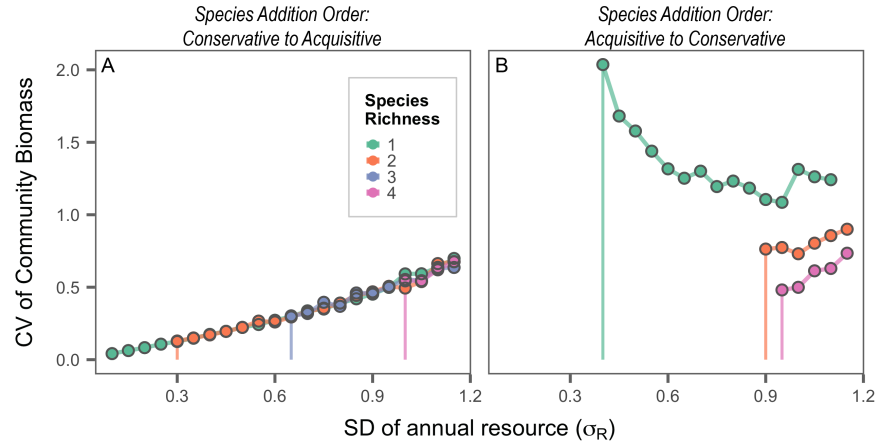 Species Addition Order:
Conservative to Acquisitive
Species Addition Order:
Acquisitive to Conservative
A
B
Species
Richness
1
2
3
4
CV of Community Biomass
2.0
1.5
1.0
0.5
0.0
0.3
0.6
0.9
1.2
0.3
0.6
0.9
1.2
SD of annual resource (σR)